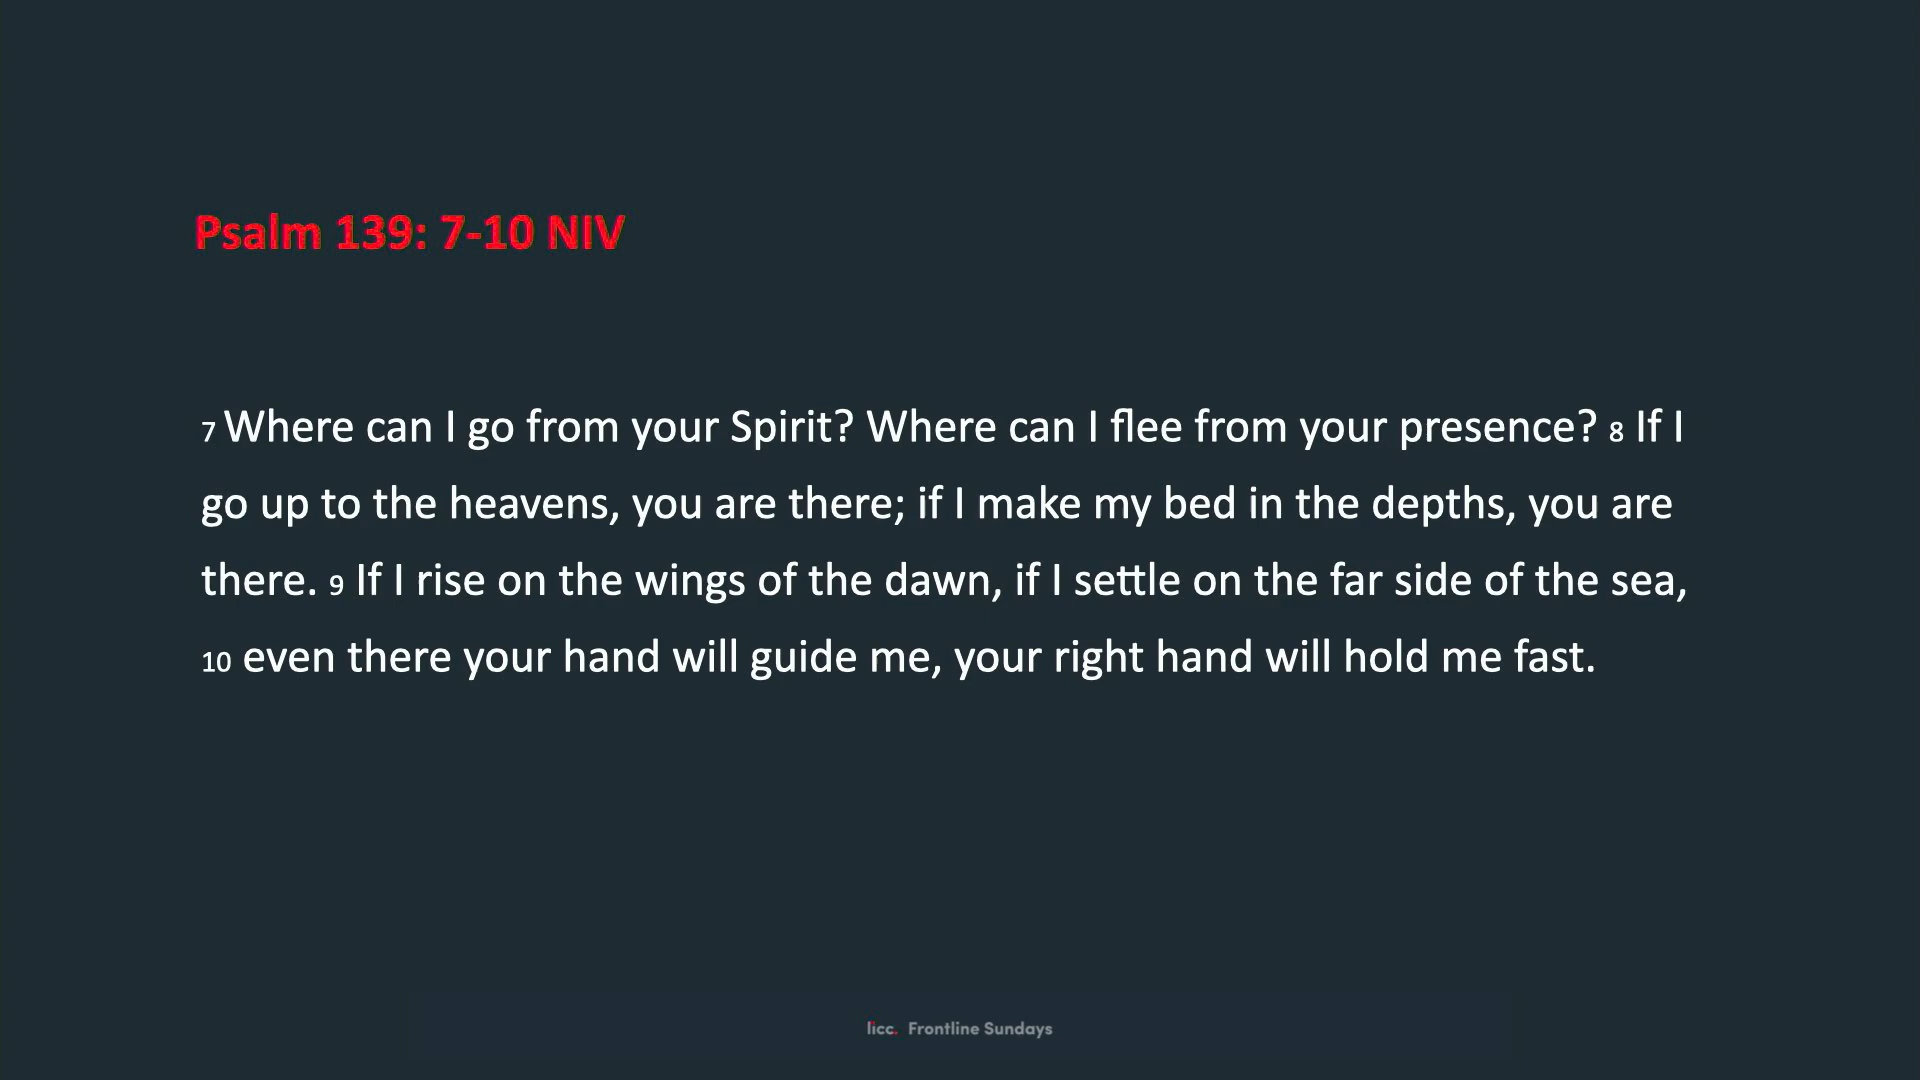 Psalm 139: 7-10 NIV
7 Where can I go from your Spirit? Where can I flee from your presence? 8 If I
go up to the heavens, you are there; if I make my bed in the depths, you are
there. 9 If I rise on the wings of the dawn, if I settle on the far side of the sea,
10 even there your hand will guide me, your right hand will hold me fast.
licc. Frontline Sundays